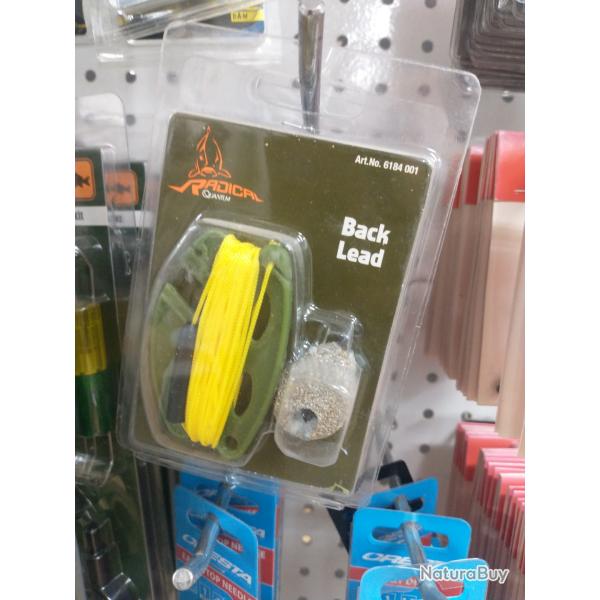 Art.No. 6184 001
RADICAL
QUANTUM
Back
Lead
CRESTA
CRESTA
NaturaBuy